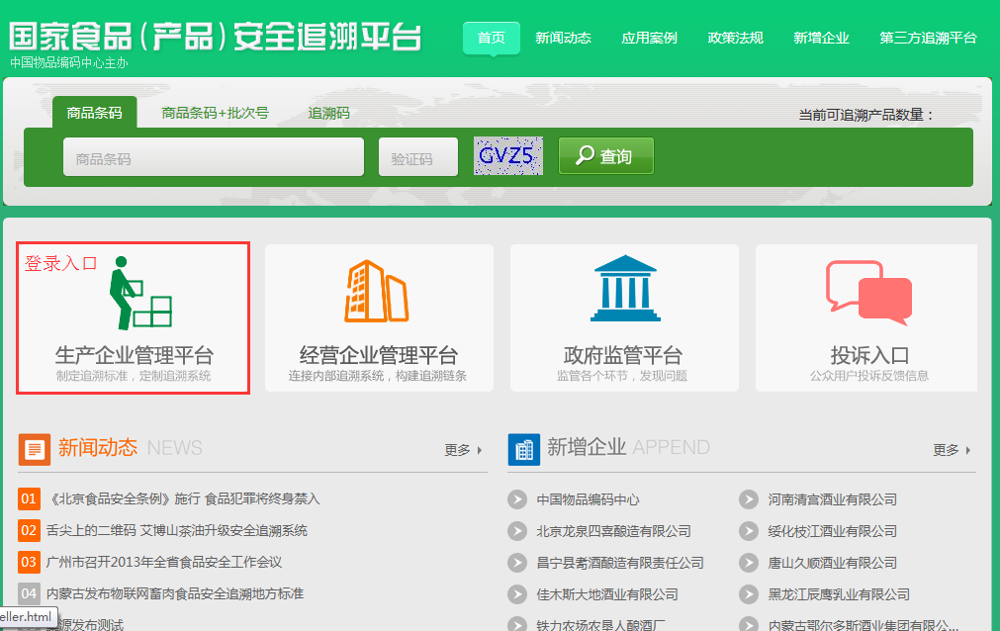 国家食品(产品)安全追溯平台
中国物品编码中心主办
首页 新闻动态 应用案例 政策法规 新增企业 第三方追溯平台
商品条码 商品条码+批次号 追溯码 当前可追溯产品数量：
商品条码 验证码 GVZ5 查询
登录入口
生产企业管理平台 经营企业管理平台 政府监管平台 投诉入口
制定追溯标准，定制追溯系统 连接内部追溯系统，构建追溯链条 监管各个环节，发现问题 公众用户投诉反馈信息
新闻动态 NEWS 更多 新增企业 APPEND 更多
01 《北京食品安全条例》施行 食品犯罪将终身禁入 中国物品编码中心 河南清宫酒业有限公司
02 舌尖上的二维码 艾博山茶油升级安全追溯系统 北京龙泉四喜酿造有限公司 绥化枝江酒业有限公司
03 广州市召开2013年全省食品安全工作会议 昌宁县耈酒酿造有限责任公司 唐山久顺酒业有限公司
04 内蒙古发布物联网畜肉食品安全追溯地方标准 佳木斯大地酒业有限公司 黑龙江辰鹰乳业有限公司
eller.html 源发布测试 铁力农场农垦人酿酒厂 内蒙古鄂尔多斯酒业集团有限公...